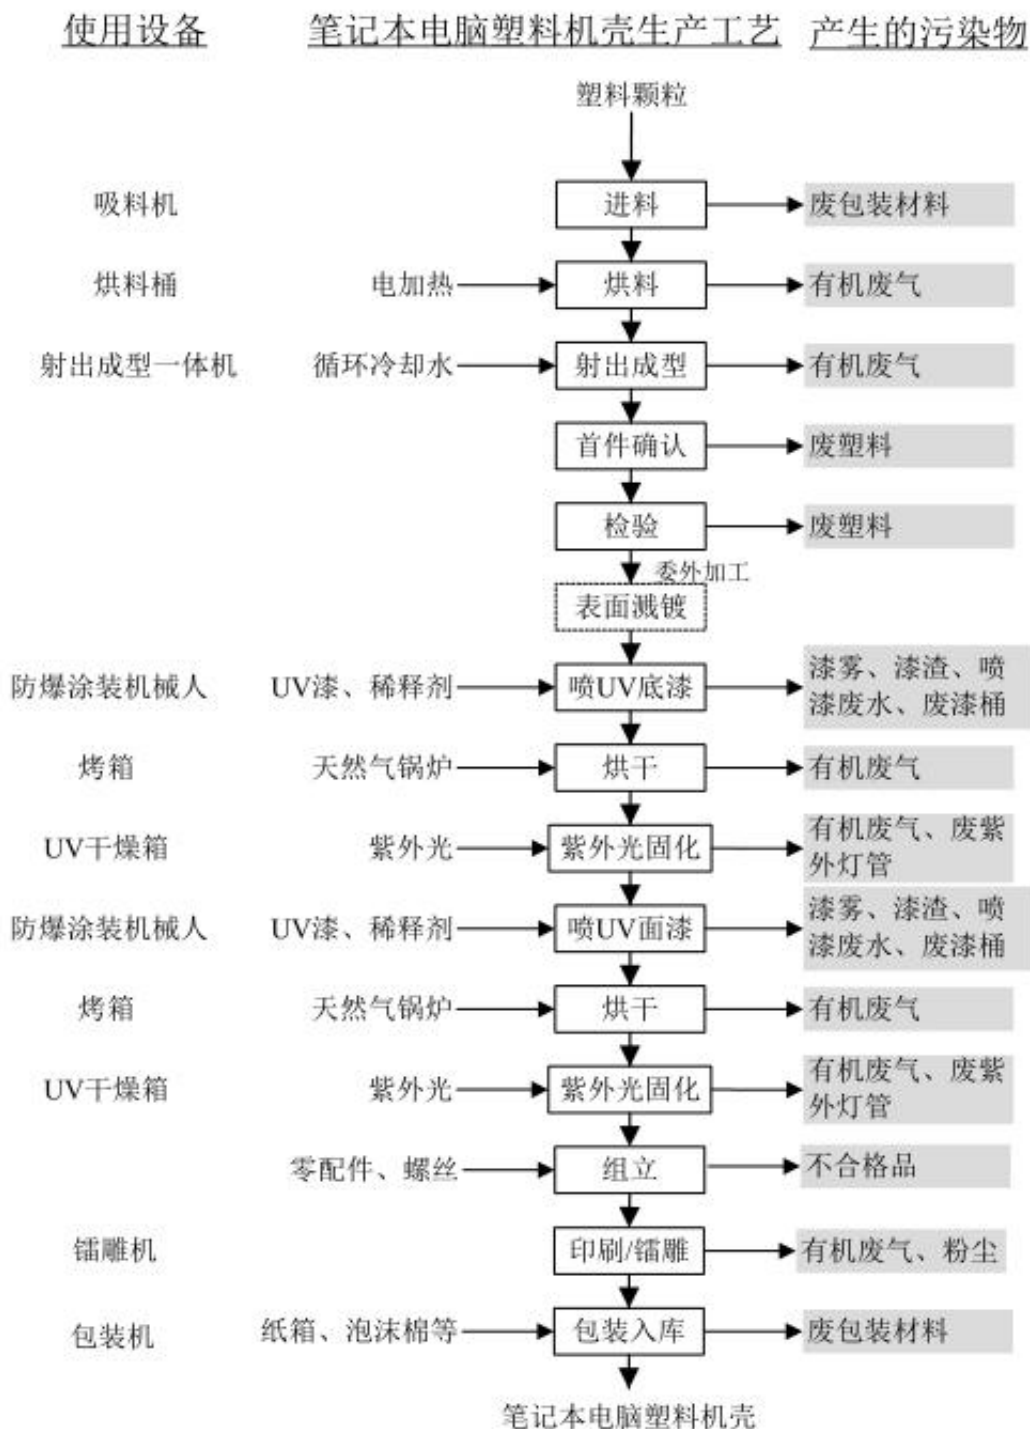 使用设备 笔记本电脑塑料机壳生产工艺 产生的污染物
塑料颗粒
吸料机 进料 废包装材料
烘料桶 电加热 烘料 有机废气
射出成型一体机 循环冷却水 射出成型 有机废气
首件确认 废塑料
检验 废塑料
委外加工
表面溅镀
防爆涂装机械人 UV漆、稀释剂 喷UV底漆 漆雾、漆渣、喷
漆废水、废漆桶
烤箱 天然气锅炉 烘干 有机废气
UV干燥箱 紫外光 紫外光固化 有机废气、废紫
外灯管
防爆涂装机械人 UV漆、稀释剂 喷UV面漆 漆雾、漆渣、喷
漆废水、废漆桶
烤箱 天然气锅炉 烘干 有机废气
UV干燥箱 紫外光 紫外光固化 有机废气、废紫
外灯管
零配件、螺丝 组立 不合格品
镭雕机 印刷/镭雕 有机废气、粉尘
包装机 纸箱、泡沫棉等 包装入库 废包装材料
笔记本电脑塑料机壳